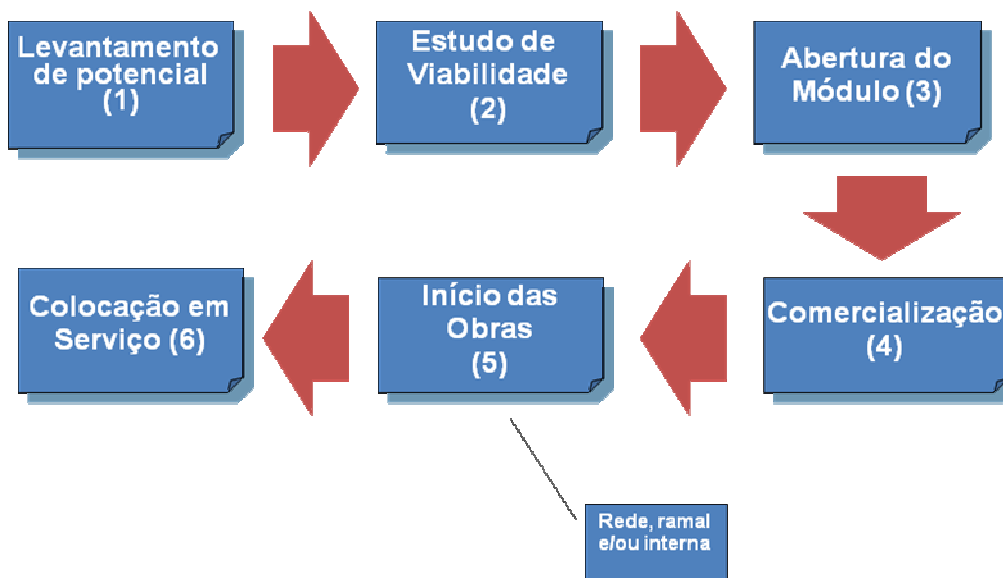 Levantamento
de potencial
(1)
Estudo de
Viabilidade
(2)
Abertura do
Módulo (3)
Comercialização
(4)
Início das
Obras
(5)
Colocação em
Serviço (6)
Rede, ramal
e/ou interna